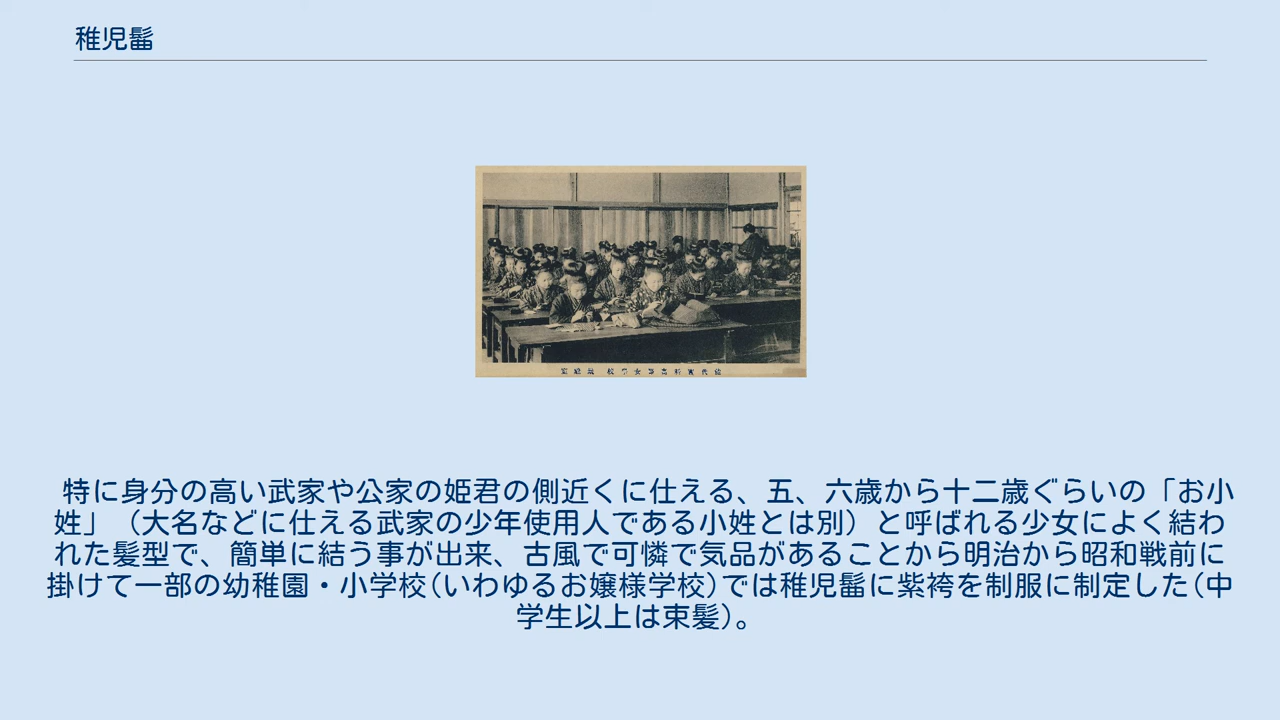 稚児髷
特に身分の高い武家や公家の姫君の側近くに仕える、五、六歳から十二歳ぐらいの「お小
姓」（大名などに仕える武家の少年使用人である小姓とは別）と呼ばれる少女によく結わ
れた髪型で、簡単に結う事が出来、古風で可憐で気品があることから明治から昭和戦前に
掛けて一部の幼稚園・小学校(いわゆるお嬢様学校)では稚児髷に紫袴を制服に制定した(中
学生以上は束髪)。